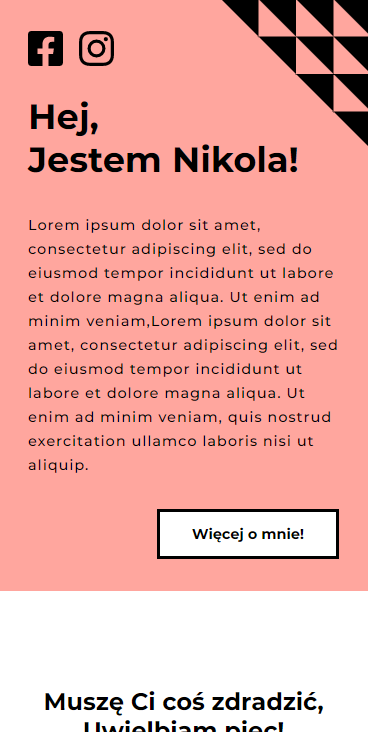 Hej,
Jestem Nikola!
Lorem ipsum dolor sit amet,
consectetur adipiscing elit, sed do
eiusmod tempor incididunt ut labore
et dolore magna aliqua. Ut enim ad
minim veniam,Lorem ipsum dolor sit
amet, consectetur adipiscing elit, sed
do eiusmod tempor incididunt ut
labore et dolore magna aliqua. Ut
enim ad minim veniam, quis nostrud
exercitation ullamco laboris nisi ut
aliquip.
Więcej o mnie!
Muszę Ci coś zdradzić,
Uwielbiam piec!